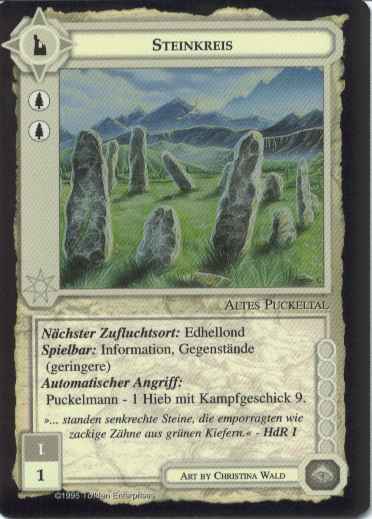 STEINKREIS
ALTES PUCKELTAL
Nächster Zufluchtsort: Edhellond
Spielbar: Information, Gegenstände
(geringere)
Automatischer Angriff:
Puckelmann - 1 Hieb mit Kampfgeschick 9.
»... standen senkrechte Steine, die emporragten wie
zackige Zähne aus grünen Kiefern.« - HdR I
I
1
ART BY CHRISTINA WALD
©1995 Tolkien Enterprises